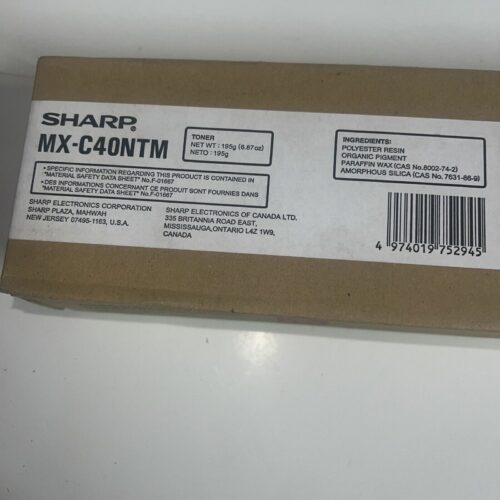 SHARP®
MX-C40NTM
TONER
NET WT : 195g (6.87oz)
NETO : 195g
• SPECIFIC INFORMATION REGARDING THIS PRODUCT IS CONTAINED IN
"MATERIAL SAFETY DATA SHEET" No.F-01667
• DES INFORMATIONS CONCERNANT CE PRODUIT SONT FOURNIES DANS
"MATERIAL SAFETY DATA SHEET" No.F-01667
SHARP ELECTRONICS CORPORATION
SHARP PLAZA, MAHWAH
NEW JERSEY 07495-1163, U.S.A.
SHARP ELECTRONICS OF CANADA LTD.
335 BRITANNIA ROAD EAST,
MISSISSAUGA,ONTARIO L4Z 1W9,
CANADA
INGREDIENTS:
POLYESTER RESIN
ORGANIC PIGMENT
PARAFFIN WAX (CAS No.8002-74-2)
AMORPHOUS SILICA (CAS No.7631-86-9)
4 974019 752945